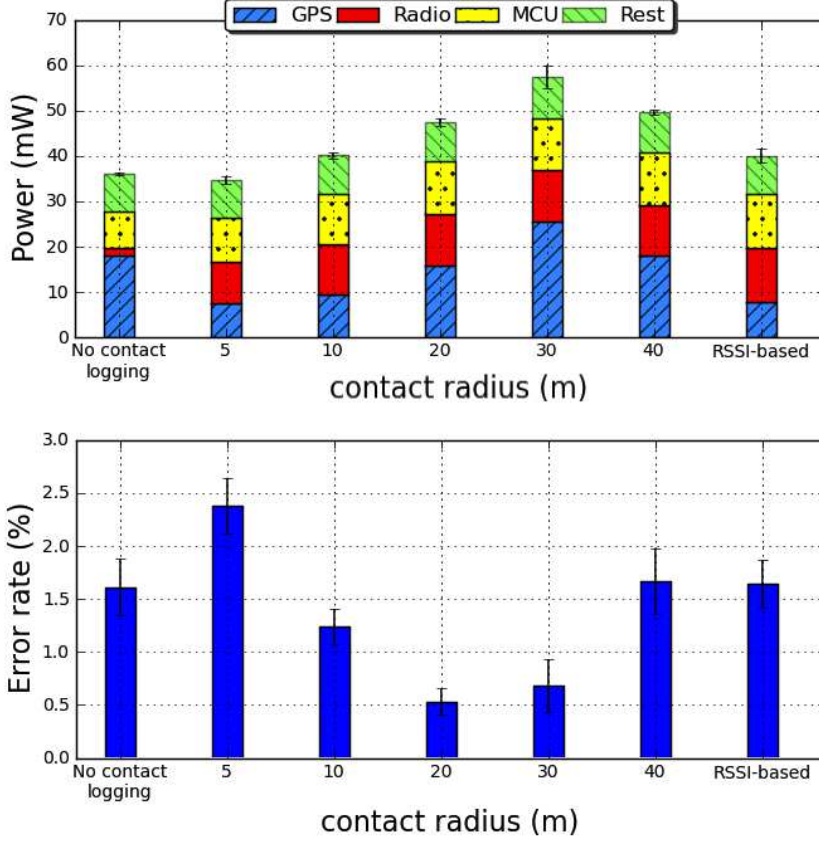 GPS Radio MCU Rest
70
60
50
40
30
20
10
0
Power (mW)
No contact logging 5 10 20 30 40 RSSI-based
contact radius (m)
3.0
2.5
2.0
1.5
1.0
0.5
0.0
Error rate (%)
No contact logging 5 10 20 30 40 RSSI-based
contact radius (m)